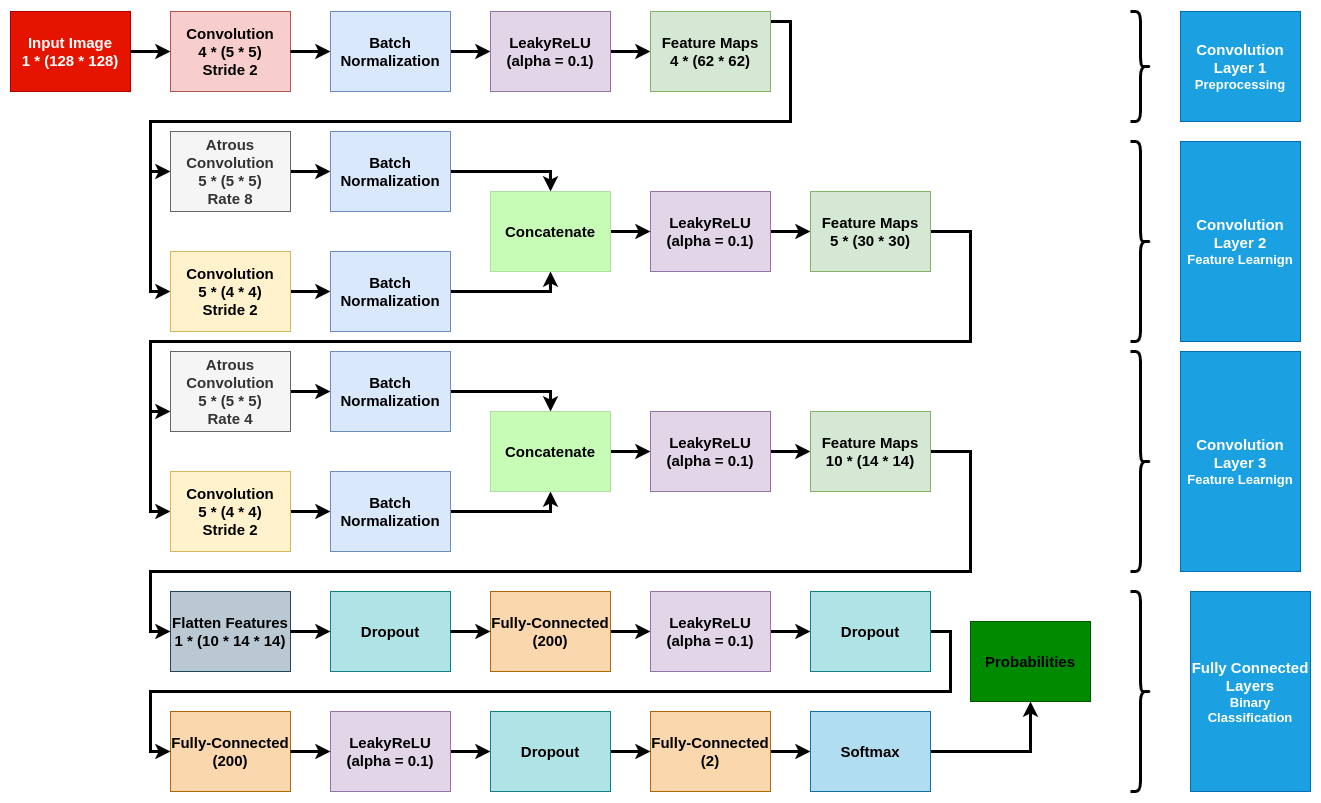 Input Image
1 * (128 * 128)
Convolution
4 * (5 * 5)
Stride 2
Batch
Normalization
LeakyReLU
(alpha = 0.1)
Feature Maps
4 * (62 * 62)
Convolution
Layer 1
Preprocessing
Atrous
Convolution
5 * (5 * 5)
Rate 8
Batch
Normalization
Convolution
5 * (4 * 4)
Stride 2
Batch
Normalization
Concatenate
LeakyReLU
(alpha = 0.1)
Feature Maps
5 * (30 * 30)
Convolution
Layer 2
Feature Learnign
Atrous
Convolution
5 * (5 * 5)
Rate 4
Batch
Normalization
Convolution
5 * (4 * 4)
Stride 2
Batch
Normalization
Concatenate
LeakyReLU
(alpha = 0.1)
Feature Maps
10 * (14 * 14)
Convolution
Layer 3
Feature Learnign
Flatten Features
1 * (10 * 14 * 14)
Dropout
Fully-Connected
(200)
LeakyReLU
(alpha = 0.1)
Dropout
Fully-Connected
(200)
LeakyReLU
(alpha = 0.1)
Dropout
Fully-Connected
(2)
Softmax
Probabilities
Fully Connected
Layers
Binary
Classification